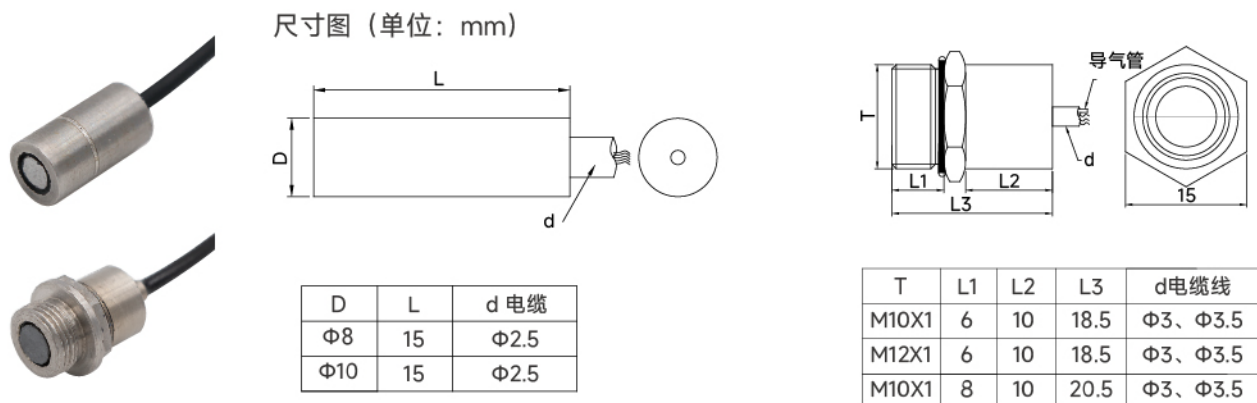 尺寸图（单位：mm）
L
D
d
D L d 电缆
Φ8 15 Φ2.5
Φ10 15 Φ2.5
导气管
T
d
L1 L2
L3
15
T L1 L2 L3 d电缆线
M10X1 6 10 18.5 Φ3、Φ3.5
M12X1 6 10 18.5 Φ3、Φ3.5
M10X1 8 10 20.5 Φ3、Φ3.5